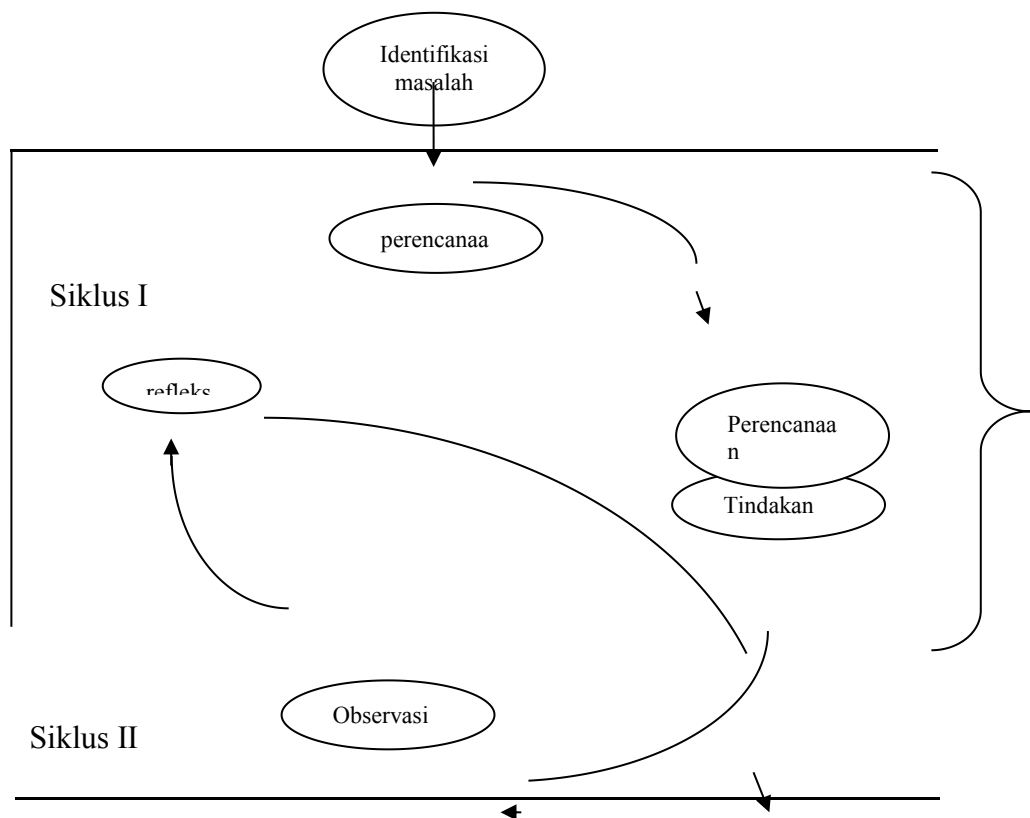 Identifikasi
masalah
perencanaa
Siklus I
refleks
Perencanaa
n
Tindakan
Observasi
Siklus II